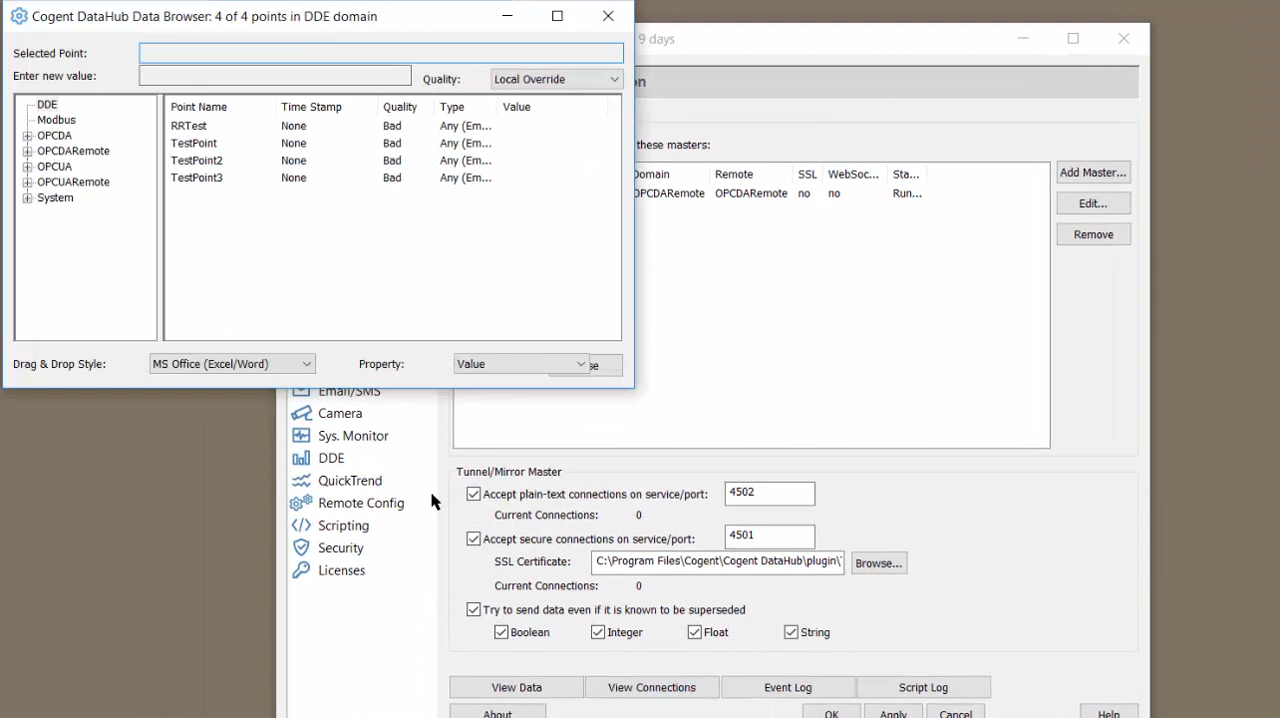 Cogent DataHub Data Browser: 4 of 4 points in DDE domain
Selected Point:
Enter new value:
Quality: Local Override
DDE
Modbus
OPCDA
OPCDARemote
OPCUA
OPCUARemote
System
Point Name Time Stamp Quality Type Value
RRTest None Bad Any (Em...
TestPoint None Bad Any (Em...
TestPoint2 None Bad Any (Em...
TestPoint3 None Bad Any (Em...
Drag & Drop Style: MS Office (Excel/Word) Property: Value
9 days
these masters:
Remote SSL WebSoc... Sta...
OPCDARemote OPCDARemote no no Run...
Add Master...
Edit...
Remove
Email/SMS
Camera
Sys. Monitor
DDE
QuickTrend
Remote Config
Scripting
Security
Licenses
Tunnel/Mirror Master
Accept plain-text connections on service/port: 4502
Current Connections: 0
Accept secure connections on service/port: 4501
SSL Certificate: C:\Program Files\Cogent\Cogent DataHub\plugin\ Browse...
Current Connections: 0
Try to send data even if it is known to be superseded
Boolean Integer Float String
View Data View Connections Event Log Script Log
About OK Apply Cancel Help